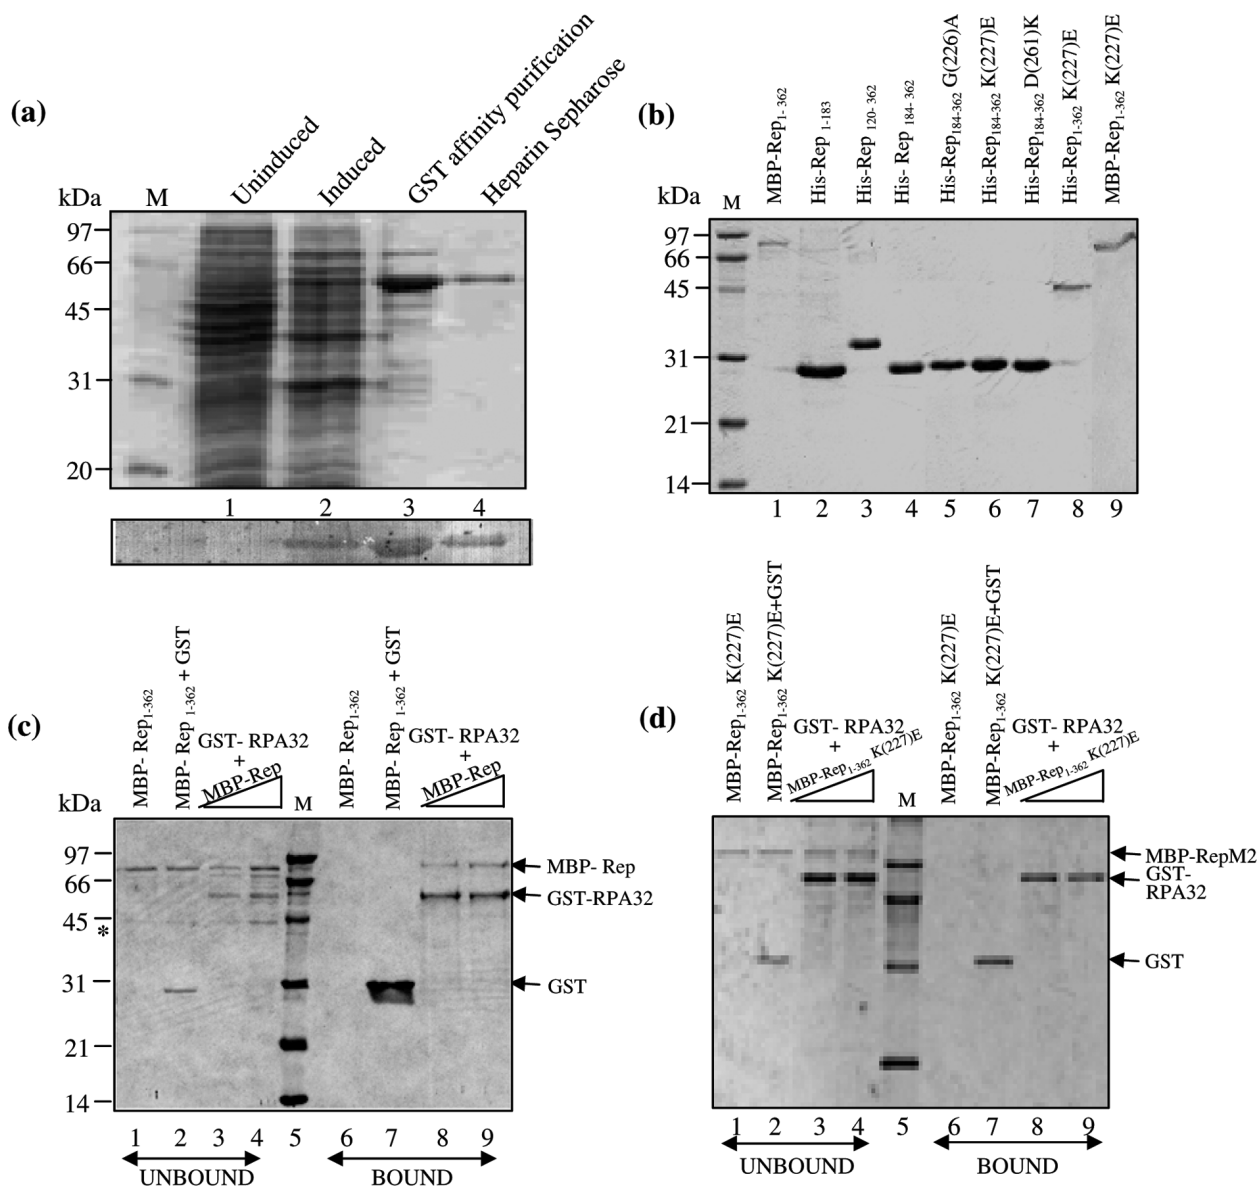 (a)
kDa
M
Uninduced
Induced
GST affinity purification
Heparin Sepharose
97
66
45
31
20
1 2 3 4
(b)
kDa
M
MBP-Rep1- 362
His-Rep 1-183
His-Rep 120- 362
His- Rep 184- 362
His-Rep184-362 G(226)A
His-Rep184-362 K(227)E
His-Rep184-362 D(261)K
His-Rep1-362 K(227)E
MBP-Rep1-362 K(227)E
97
66
45
31
21
14
1 2 3 4 5 6 7 8 9
(c)
kDa
MBP- Rep1-362
MBP- Rep 1-362 + GST
GST- RPA32
+
MBP-Rep
M
MBP- Rep 1-362
MBP- Rep 1-362 + GST
GST- RPA32
+
MBP-Rep
97
66
45
*
31
21
14
MBP- Rep
GST-RPA32
GST
1 2 3 4 5 6 7 8 9
UNBOUND
BOUND
(d)
MBP-Rep1-362 K(227)E
MBP-Rep1-362 K(227)E+GST
GST- RPA32
+
MBP-Rep1-362 K(227)E
M
MBP-Rep1-362 K(227)E
MBP-Rep1-362 K(227)E+GST
GST- RPA32
+
MBP-Rep1-362 K(227)E
MBP-RepM2
GST-
RPA32
GST
1 2 3 4 5 6 7 8 9
UNBOUND
BOUND